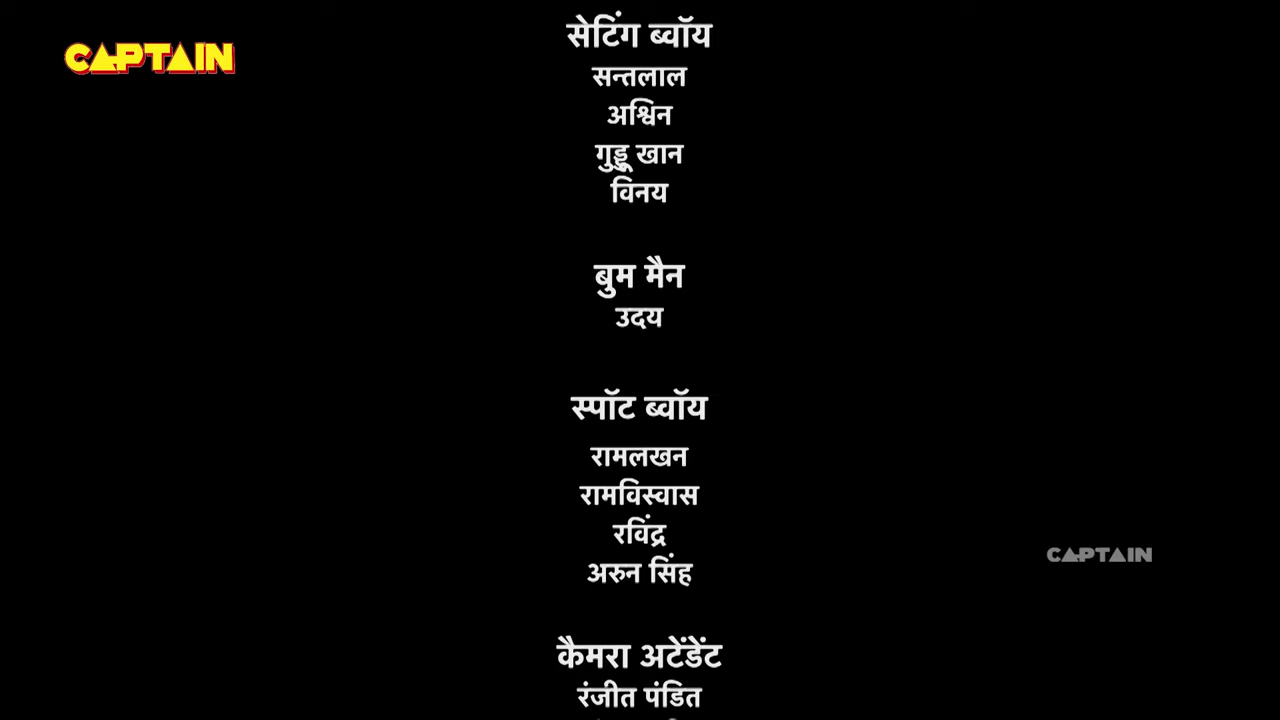 CAPTAIN
सेटिंग ब्वॉय
सन्तलाल
अश्विन
गुड्डू खान
विनय
बुम मैन
उदय
स्पॉट ब्वॉय
रामलखन
रामविस्वास
रविंद्र
अरुन सिंह
CAPTAIN
कैमरा अटेंडेंट
रंजीत पंडित